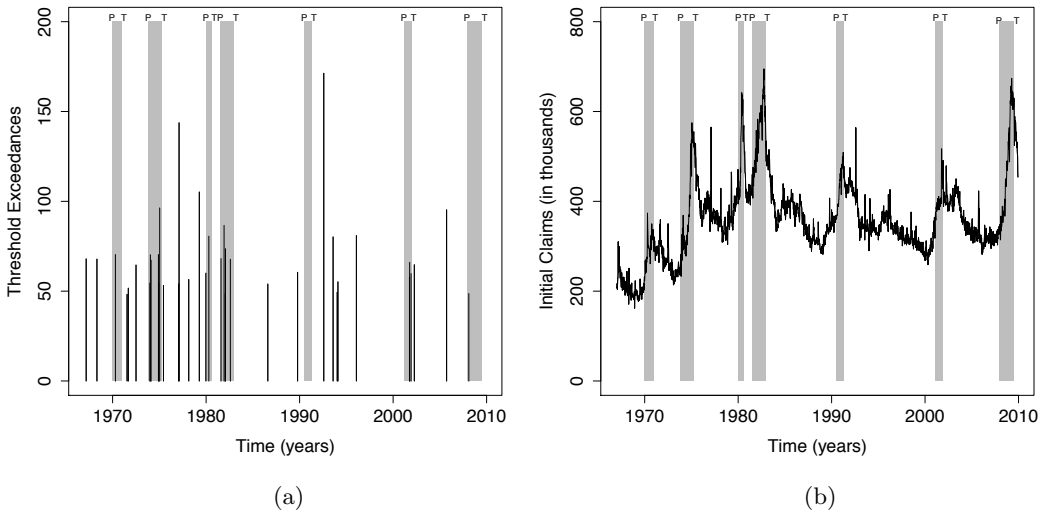 P T P T P TP T P T P T P T
200
150
100
50
0
Threshold Exceedances
1970 1980 1990 2000 2010
Time (years)
(a)
P T P T P TP T P T P T P T
800
600
400
200
0
Initial Claims (in thousands)
1970 1980 1990 2000 2010
Time (years)
(b)